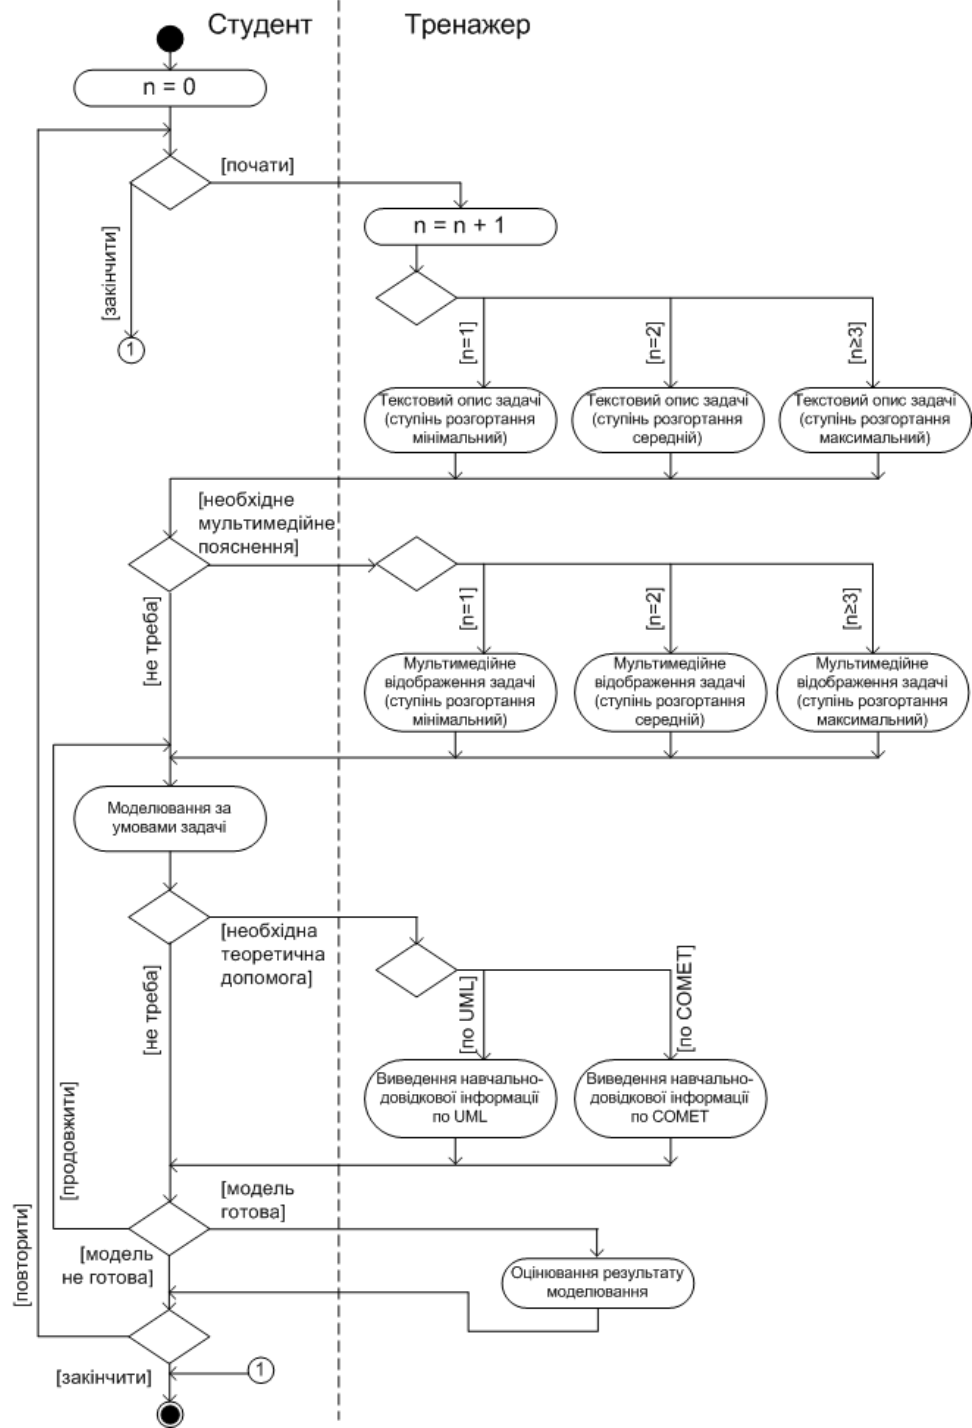 Студент
Тренажер
n = 0
[почати]
n = n + 1
[закінчити]
1
[n=1]
[n=2]
[n≥3]
Текстовий опис задачі
(ступінь розгортання
мінімальний)
Текстовий опис задачі
(ступінь розгортання
середній)
Текстовий опис задачі
(ступінь розгортання
максимальний)
[необхідне
мультимедійне
пояснення]
[не треба]
[n=1]
[n=2]
[n≥3]
Мультимедійне
відображення задачі
(ступінь розгортання
мінімальний)
Мультимедійне
відображення задачі
(ступінь розгортання
середній)
Мультимедійне
відображення задачі
(ступінь розгортання
максимальний)
Моделювання за
умовами задачі
[необхідна
теоретична
допомога]
[не треба]
[по UML]
[по COMET]
Виведення навчально-
довідкової інформації
по UML
Виведення навчально-
довідкової інформації
по COMET
[продовжити]
[модель
готова]
[повторити]
[модель
не готова]
Оцінювання результату
моделювання
[закінчити]
1